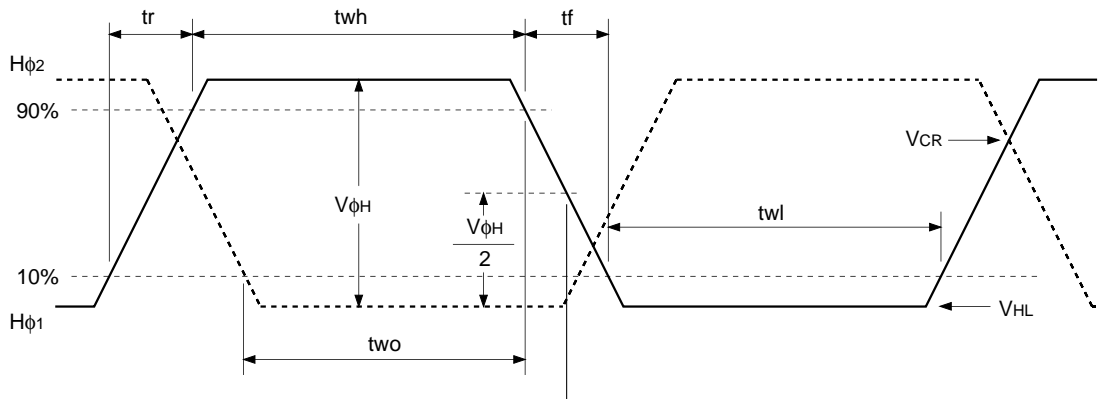 tr
twh
tf
Hϕ2
90%
VCR
VϕH
twl
VϕH
2
10%
VHL
Hϕ1
two